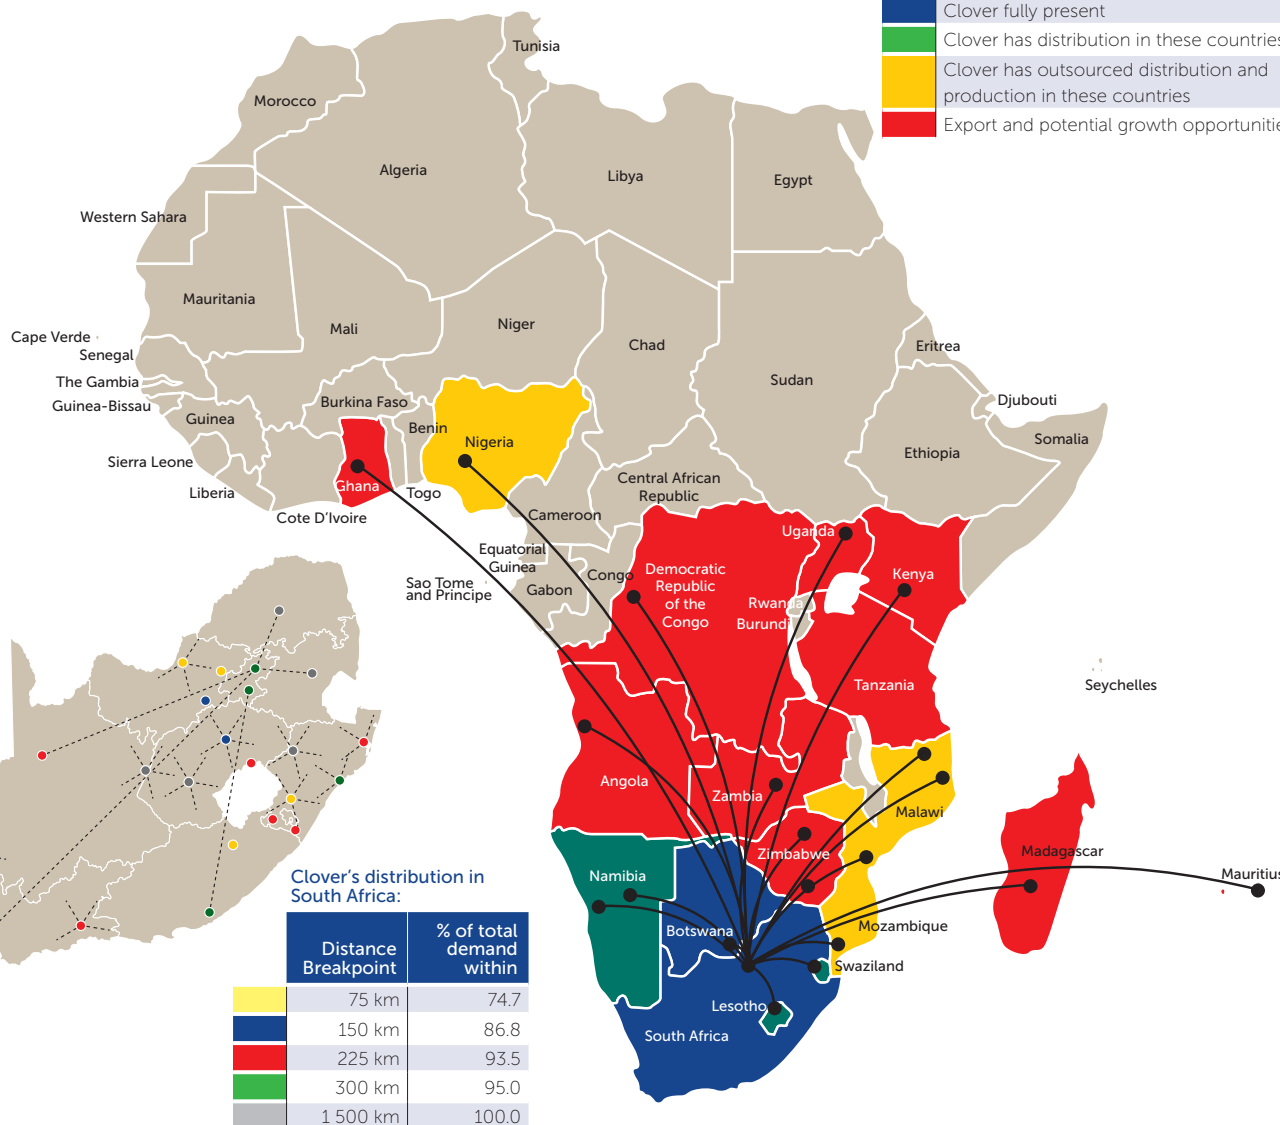 Clover fully present
Clover has distribution in these countries
Clover has outsourced distribution and
production in these countries
Export and potential growth opportunitie
Tunisia
Morocco
Algeria
Libya
Egypt
Western Sahara
Mauritania
Mali
Niger
Chad
Sudan
Eritrea
Cape Verde
Senegal
The Gambia
Guinea-Bissau
Guinea
Burkina Faso
Benin
Nigeria
Djubouti
Somalia
Ethiopia
Sierra Leone
Liberia
Ghana
Togo
Cote D'Ivoire
Central African
Republic
Cameroon
Equatorial
Guinea
Sao Tome
and Principe
Gabon
Congo
Democratic
Republic
of the
Congo
Uganda
Kenya
Rwanda
Burundi
Tanzania
Seychelles
Angola
Zambia
Malawi
Zimbabwe
Madagascar
Mauritius
Namibia
Botswana
Mozambique
Swaziland
Lesotho
South Africa
Clover's distribution in
South Africa:
Distance
Breakpoint
% of total
demand
within
75 km 74.7
150 km 86.8
225 km 93.5
300 km 95.0
1 500 km 100.0